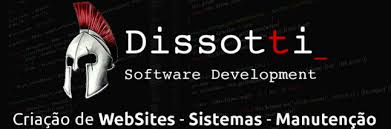 Dissotti_
Software Development
Criação de WebSites - Sistemas - Manutenção